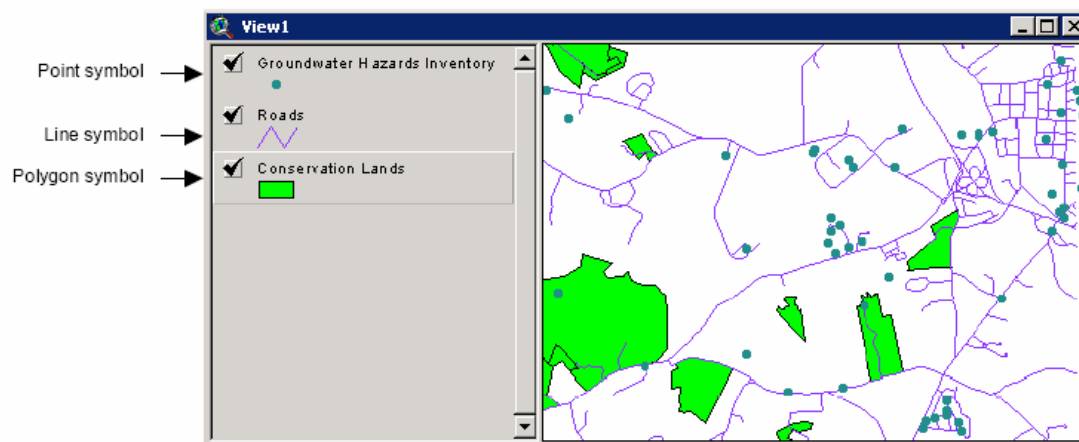 View1
Point symbol
Groundwater Hazards Inventory
Line symbol
Roads
Polygon symbol
Conservation Lands